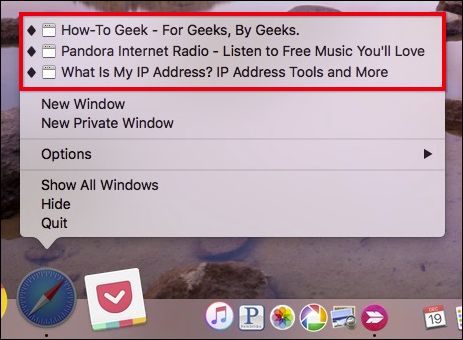 How-To Geek - For Geeks, By Geeks.
Pandora Internet Radio - Listen to Free Music You'll Love
What Is My IP Address? IP Address Tools and More
New Window
New Private Window
Options
Show All Windows
Hide
Quit
P
DEC
19